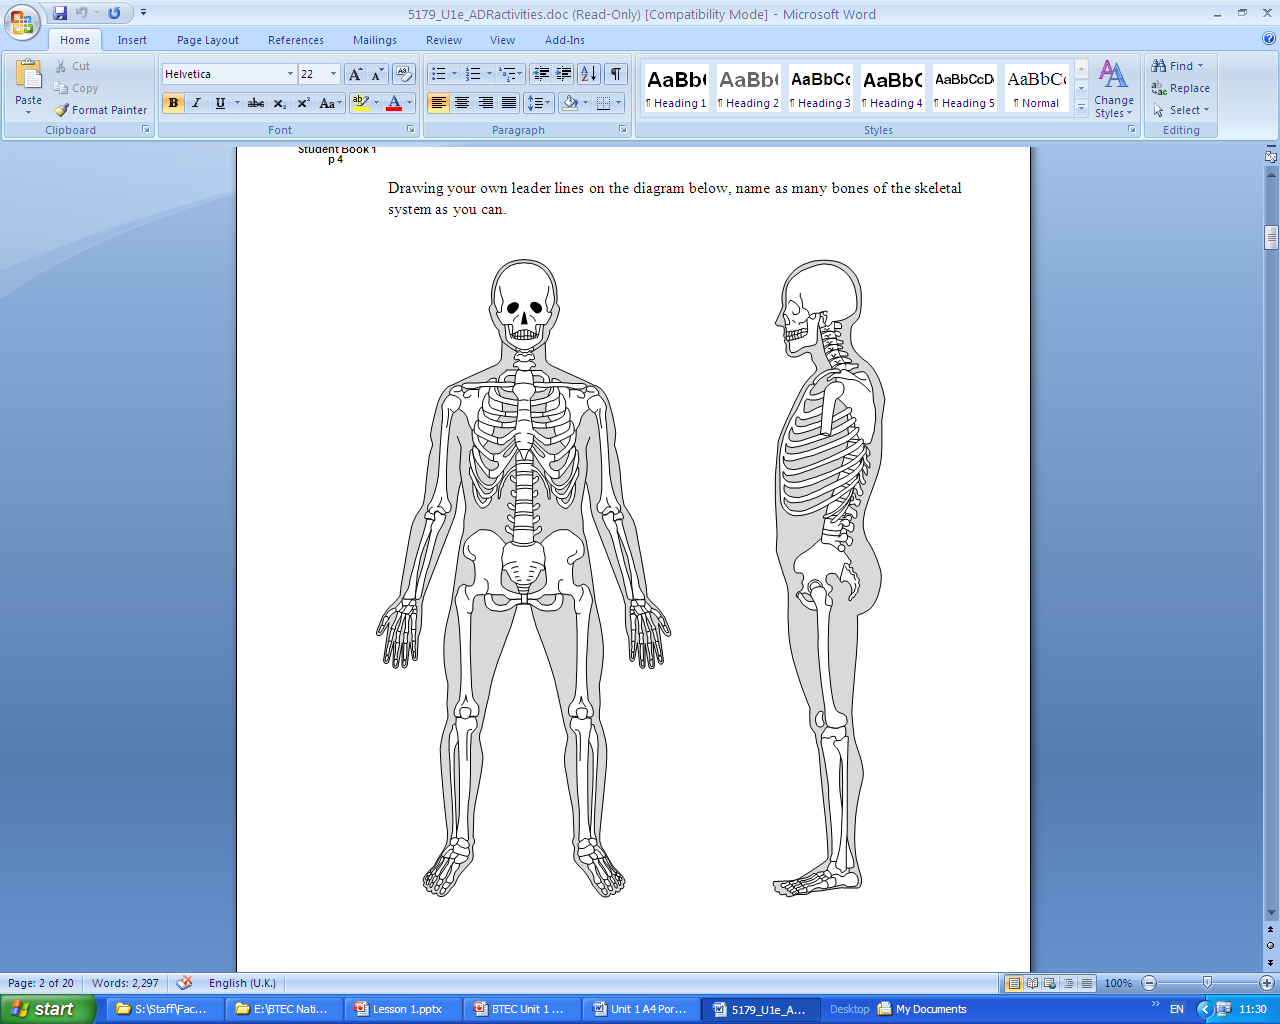 5179_U1e_ADRactivities.doc (Read-Only) [Compatibility Mode] - Microsoft Word
Home Insert Page Layout References Mailings Review View Add-Ins
Paste
Cut
Copy
Format Painter
Clipboard
Helvetica 22
B I U abc x₂ x² Aa
Font
Paragraph
AaBb( AaBb( AaBbCc AaBbC AaBbCcD AaBbCc
¶ Heading 1 ¶ Heading 2 ¶ Heading 3 ¶ Heading 4 ¶ Heading 5 ¶ Normal
Change
Styles
Styles
Find
Replace
Select
Editing
Student Book 1
p 4
Drawing your own leader lines on the diagram below, name as many bones of the skeletal
system as you can.
Page: 2 of 20 Words: 2,297 English (U.K.) 100%
start S:\Staff\Fac... E:\BTEC Nati... Lesson 1.pptx BTEC Unit 1 ... Unit 1 A4 Por... 5179_U1e_A... Desktop My Documents EN 11:30